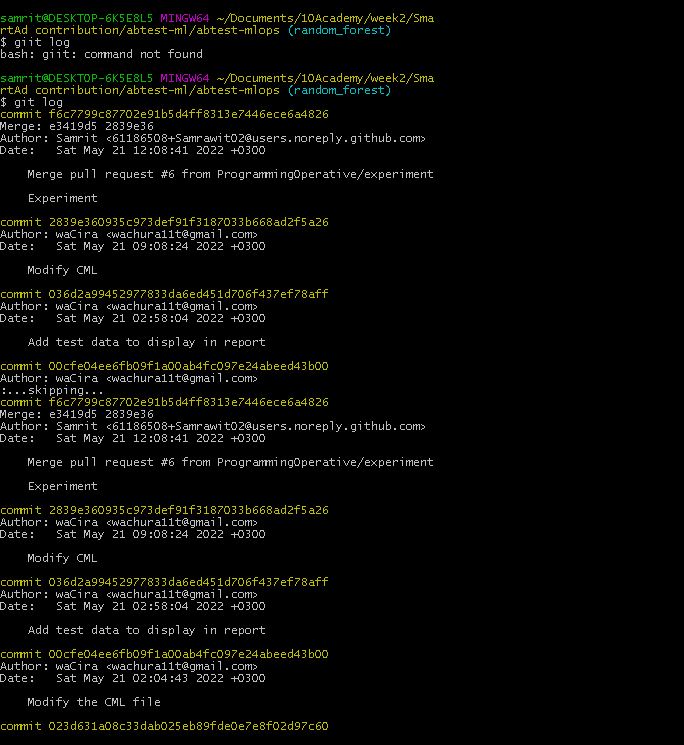 samrit@DESKTOP-6K5E8L5 MINGW64 ~/Documents/10Academy/week2/Sma
rtAd contribution/abtest-ml/abtest-mlops (random_forest)
$ giit log
bash: giit: command not found
samrit@DESKTOP-6K5E8L5 MINGW64 ~/Documents/10Academy/week2/Sma
rtAd contribution/abtest-ml/abtest-mlops (random_forest)
$ git log
commit f6c7799c87702e91b5d4ff8313e7446ece6a4826
Merge: e3419d5 2839e36
Author: Samrit <61186508+Samrawit02@users.noreply.github.com>
Date:   Sat May 21 12:08:41 2022 +0300
    Merge pull request #6 from ProgrammingOperative/experiment
    Experiment
commit 2839e360935c973def91f3187033b668ad2f5a26
Author: waCira <wachura11t@gmail.com>
Date:   Sat May 21 09:08:24 2022 +0300
    Modify CML
commit 036d2a99452977833da6ed451d706f437ef78aff
Author: waCira <wachura11t@gmail.com>
Date:   Sat May 21 02:58:04 2022 +0300
    Add test data to display in report
commit 00cfe04ee6fb09f1a00ab4fc097e24abeed43b00
Author: waCira <wachura11t@gmail.com>
:...skipping...
commit f6c7799c87702e91b5d4ff8313e7446ece6a4826
Merge: e3419d5 2839e36
Author: Samrit <61186508+Samrawit02@users.noreply.github.com>
Date:   Sat May 21 12:08:41 2022 +0300
    Merge pull request #6 from ProgrammingOperative/experiment
    Experiment
commit 2839e360935c973def91f3187033b668ad2f5a26
Author: waCira <wachura11t@gmail.com>
Date:   Sat May 21 09:08:24 2022 +0300
    Modify CML
commit 036d2a99452977833da6ed451d706f437ef78aff
Author: waCira <wachura11t@gmail.com>
Date:   Sat May 21 02:58:04 2022 +0300
    Add test data to display in report
commit 00cfe04ee6fb09f1a00ab4fc097e24abeed43b00
Author: waCira <wachura11t@gmail.com>
Date:   Sat May 21 02:04:43 2022 +0300
    Modify the CML file
commit 023d631a08c33dab025eb89fde0e7e8f02d97c60